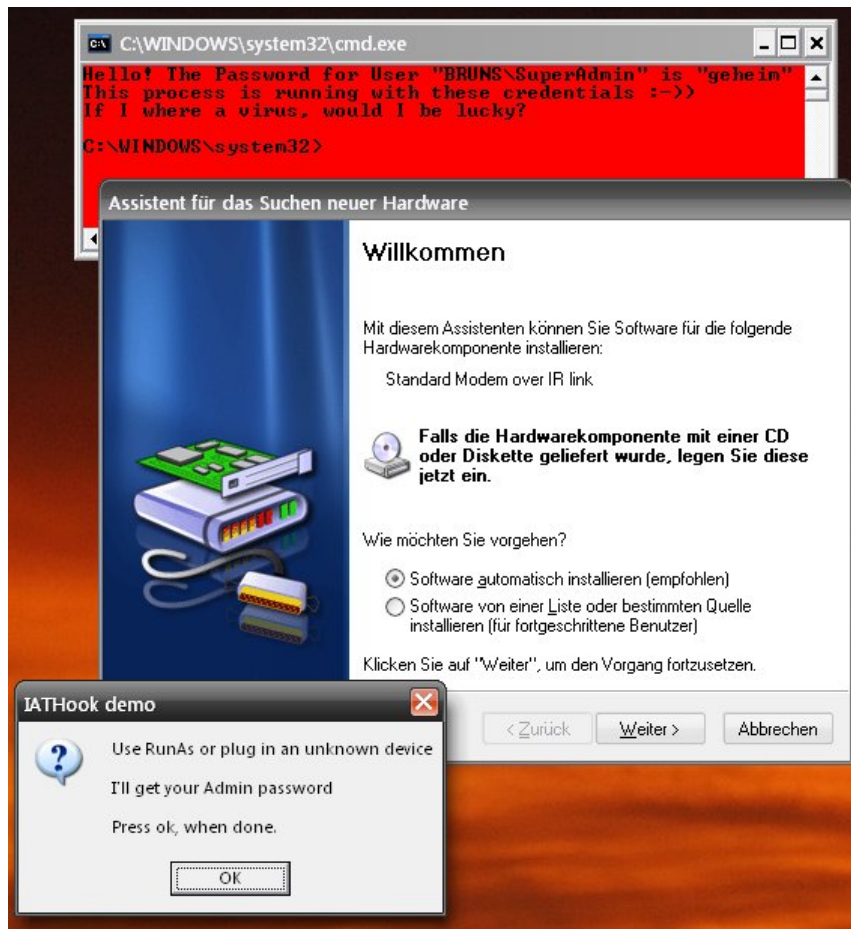 C:\WINDOWS\system32\cmd.exe
Hello! The Password for User "BRUNS\SuperAdmin" is "geheim"
This process is running with these credentials :->>
If I where a virus, would I be lucky?
C:\WINDOWS\system32>
Assistent für das Suchen neuer Hardware
Willkommen
Mit diesem Assistenten können Sie Software für die folgende
Hardwarekomponente installieren:
Standard Modem over IR link
Falls die Hardwarekomponente mit einer CD
oder Diskette geliefert wurde, legen Sie diese
jetzt ein.
Wie möchten Sie vorgehen?
Software automatisch installieren (empfohlen)
Software von einer Liste oder bestimmten Quelle
installieren (für fortgeschrittene Benutzer)
Klicken Sie auf "Weiter", um den Vorgang fortzusetzen.
< Zurück Weiter > Abbrechen
IATHook demo
Use RunAs or plug in an unknown device
I'll get your Admin password
Press ok, when done.
OK